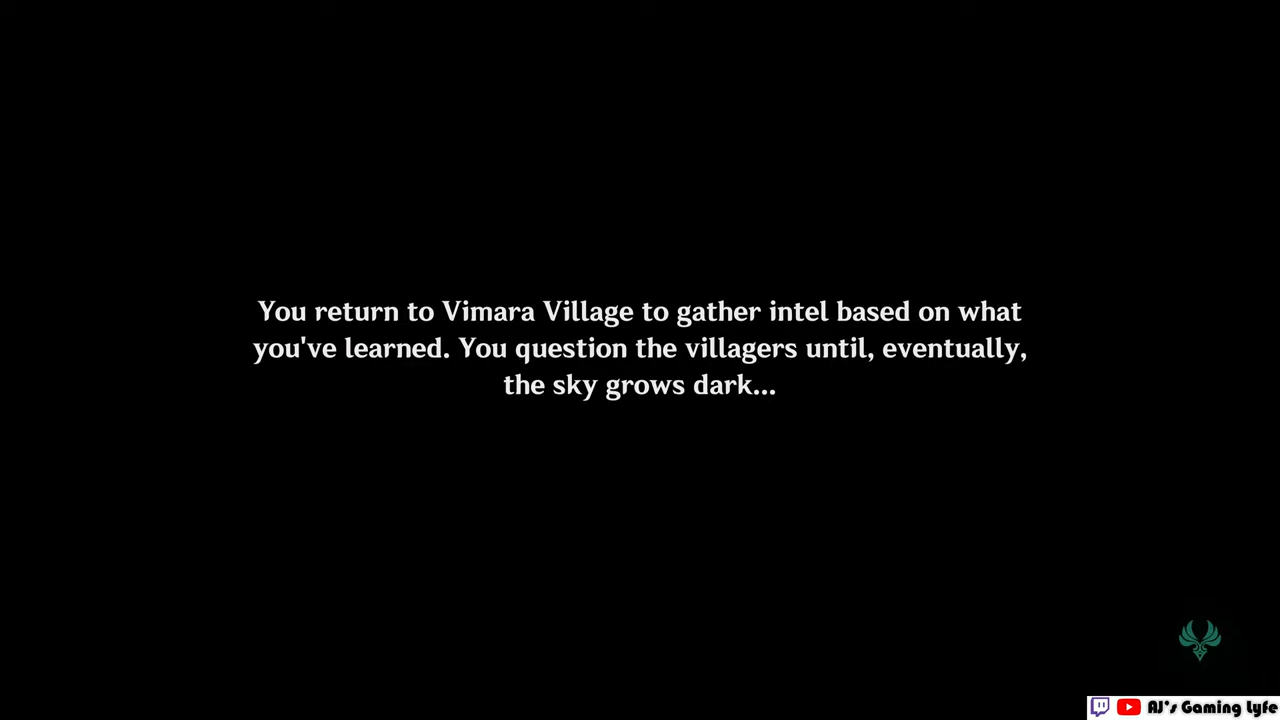 You return to Vimara Village to gather intel based on what
you've learned. You question the villagers until, eventually,
the sky grows dark...
AJ's Gaming Lyfe